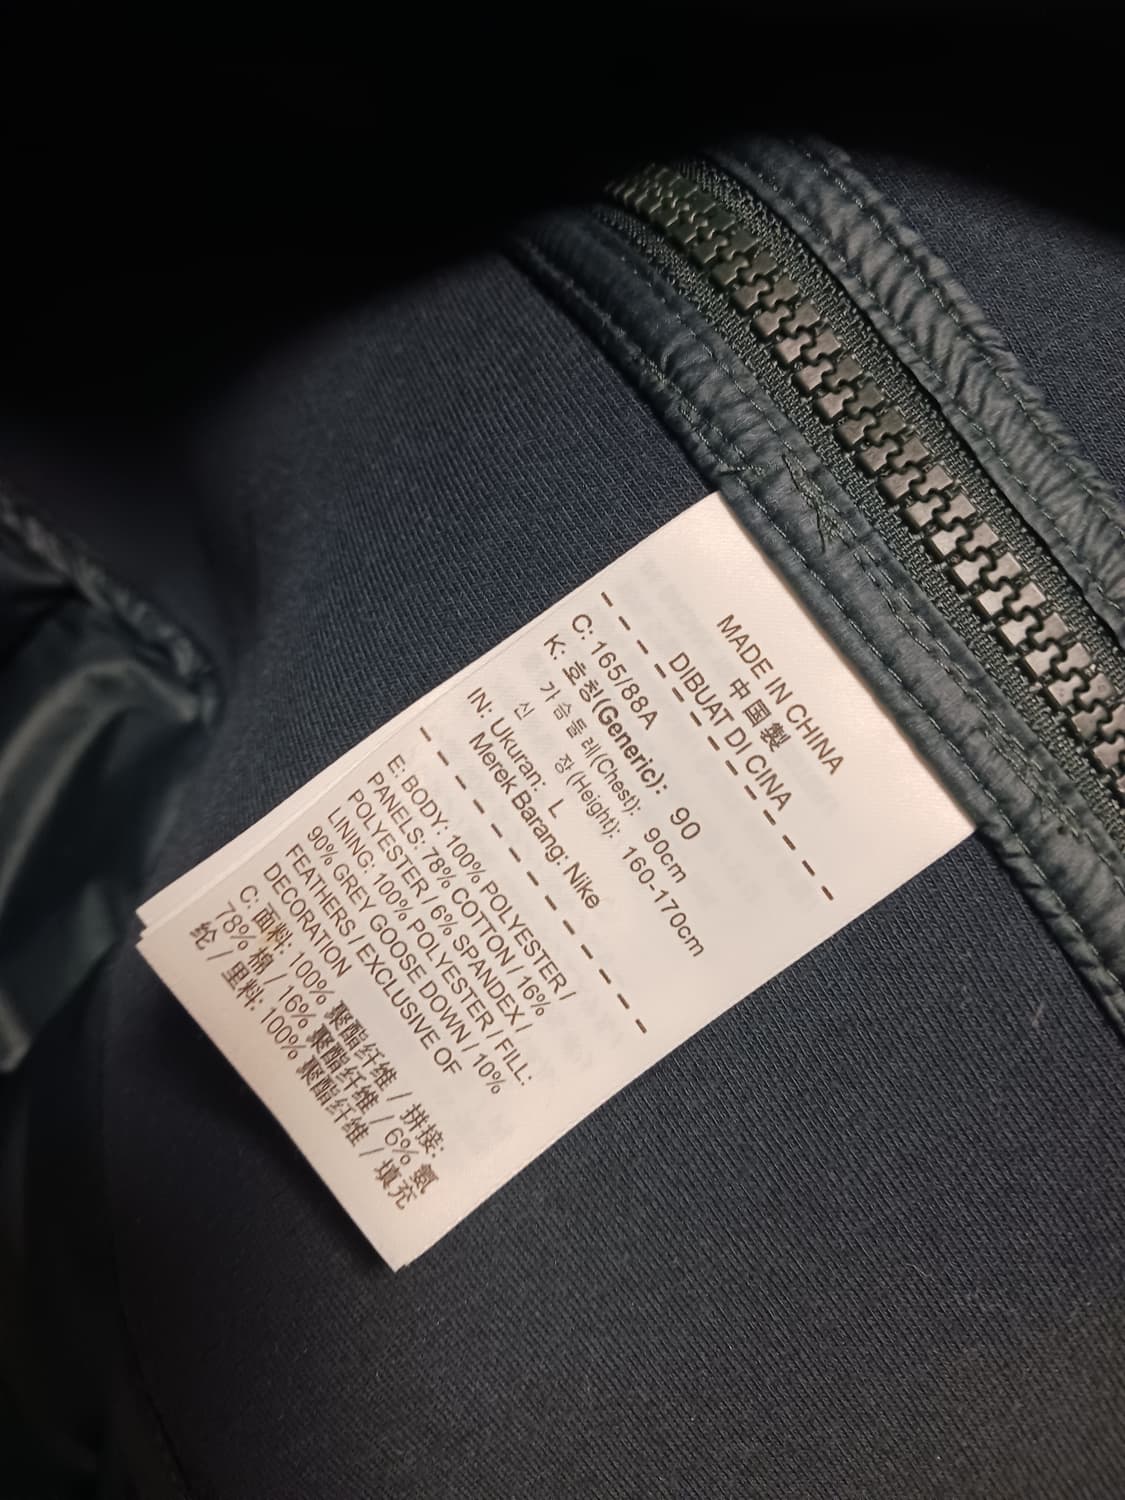 MADE IN CHINA
中国製
DIBUAT DI CINA
C: 165/88A
K: 호칭(Generic): 90
가슴둘레(Chest): 90cm
신 장(Height): 160-170cm
IN: Ukuran: L
Merek Barang: Nike
E: BODY: 100% POLYESTER /
PANELS: 78% COTTON / 16%
POLYESTER / 6% SPANDEX /
LINING: 100% POLYESTER / FILL:
90% GREY GOOSE DOWN / 10%
FEATHERS / EXCLUSIVE OF
DECORATION
C: 面料: 100% 聚酯纤维 / 拼接:
78% 棉 / 16% 聚酯纤维 / 6% 氨
纶 / 里料: 100% 聚酯纤维 / 填充